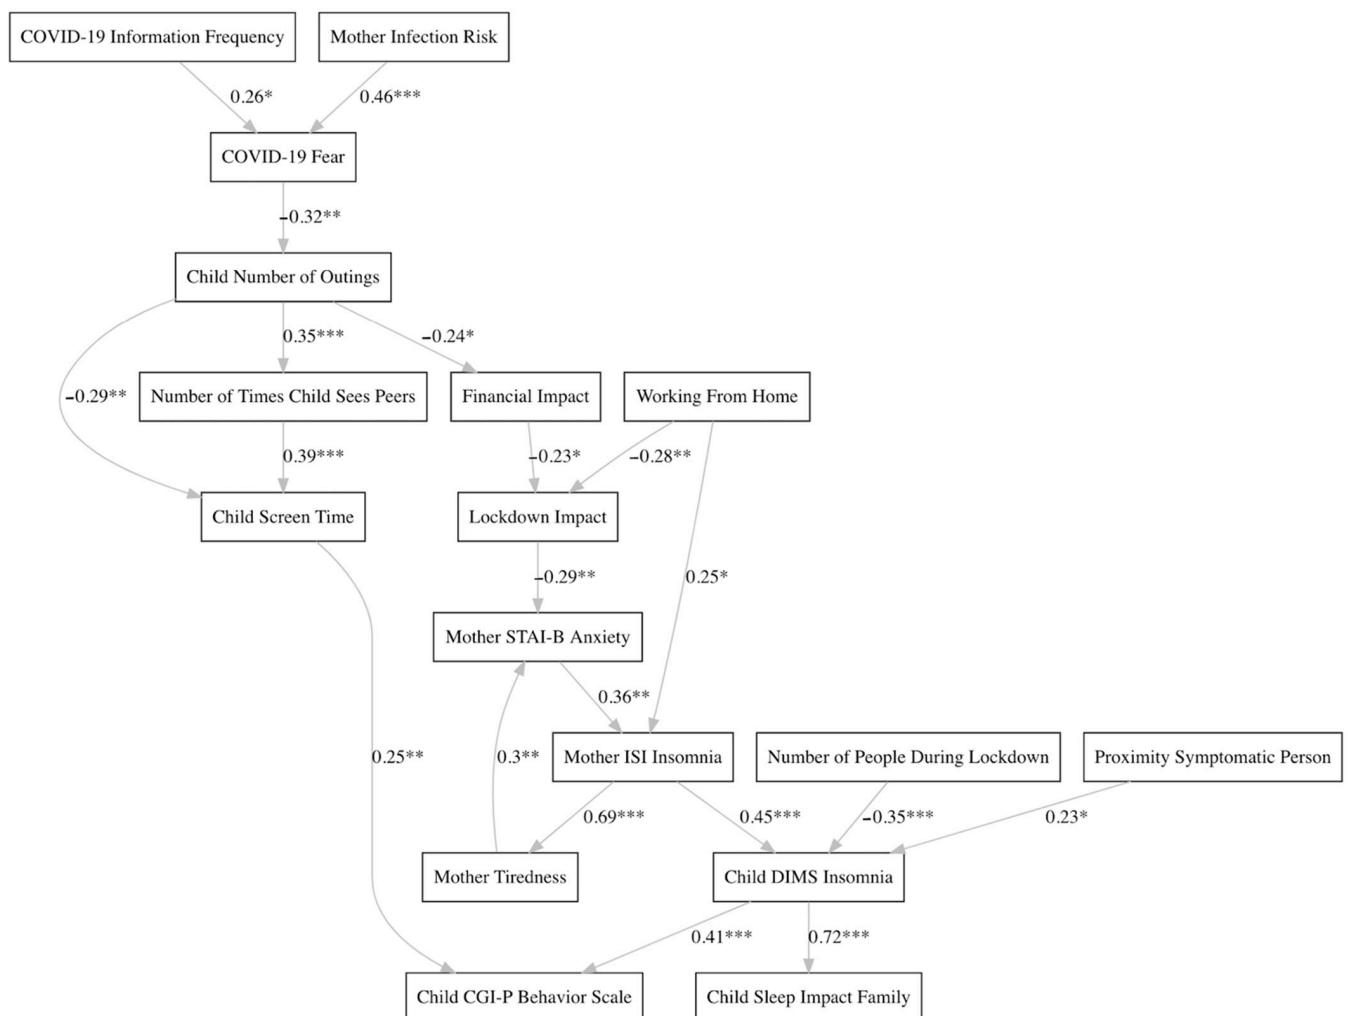 COVID-19 Information Frequency
Mother Infection Risk
0.26*
0.46***
COVID-19 Fear
−0.32**
Child Number of Outings
0.35***
−0.24*
−0.29**
Number of Times Child Sees Peers
Financial Impact
Working From Home
0.39***
−0.23*
−0.28**
Child Screen Time
Lockdown Impact
−0.29**
0.25*
Mother STAI-B Anxiety
0.36**
0.25**
0.3**
Mother ISI Insomnia
Number of People During Lockdown
Proximity Symptomatic Person
0.69***
0.45***
−0.35***
0.23*
Mother Tiredness
Child DIMS Insomnia
0.41***
0.72***
Child CGI-P Behavior Scale
Child Sleep Impact Family